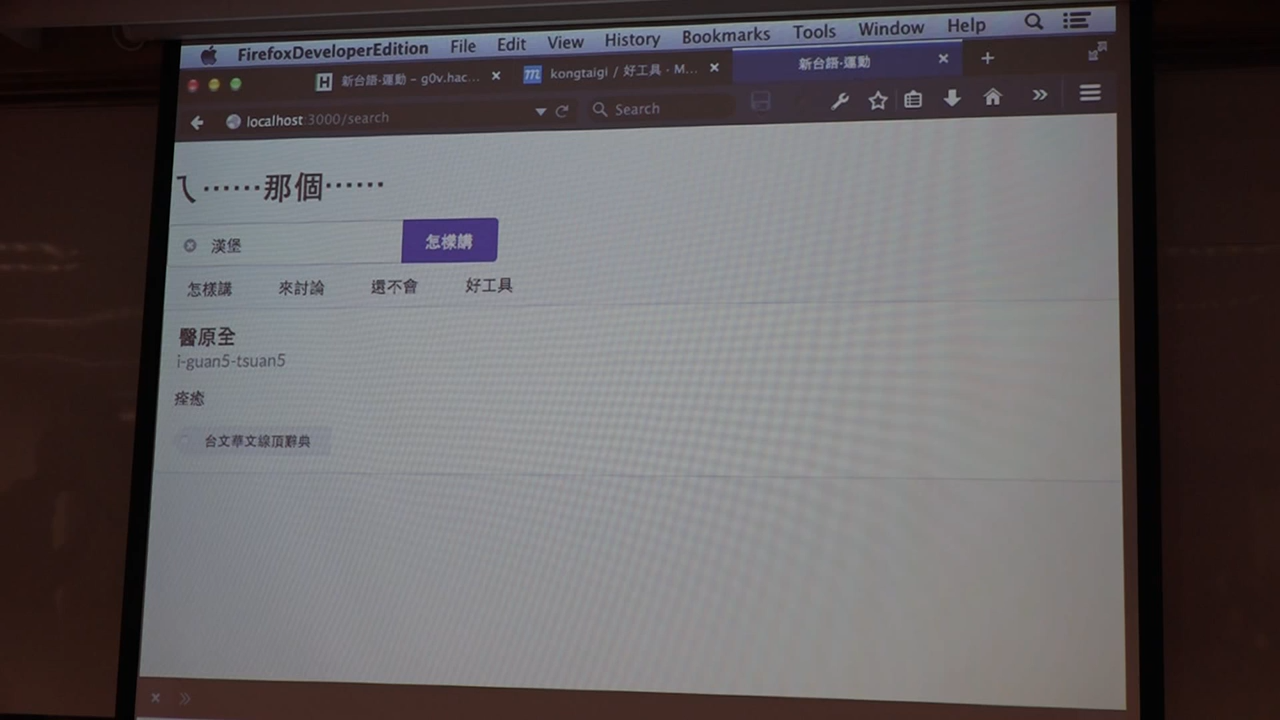 FirefoxDeveloperEdition File Edit View History Bookmarks Tools Window Help
新台語‧運動 – g0v.hac... kongtaigi / 好工具 - M... 新台語‧運動
localhost:3000/search Search
ㄟ……那個……
漢堡 怎樣講
怎樣講 來討論 還不會 好工具
醫原全
i-guan5-tsuan5
痊癒
台文華文線頂辭典